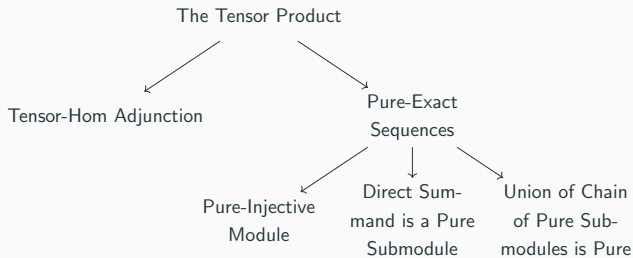 The Tensor Product
Tensor-Hom Adjunction
Pure-Exact
Sequences
Pure-Injective
Module
Direct Sum-
mand is a Pure
Submodule
Union of Chain
of Pure Sub-
modules is Pure